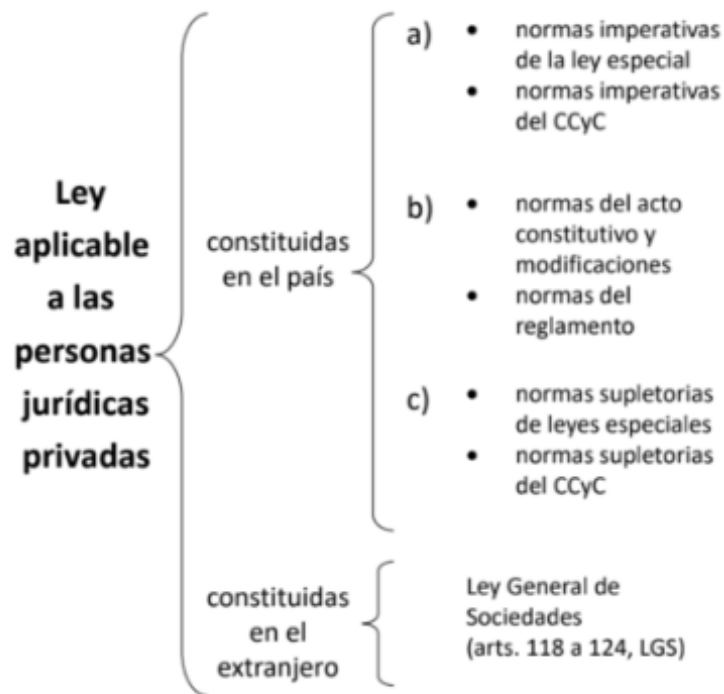 Ley
aplicable
a las
personas
jurídicas
privadas
constituidas
en el país
a)
• normas imperativas
de la ley especial
• normas imperativas
del CCyC
b)
• normas del acto
constitutivo y
modificaciones
• normas del
reglamento
c)
• normas supletorias
de leyes especiales
• normas supletorias
del CCyC
constituidas
en el
extranjero
Ley General de
Sociedades
(arts. 118 a 124, LGS)